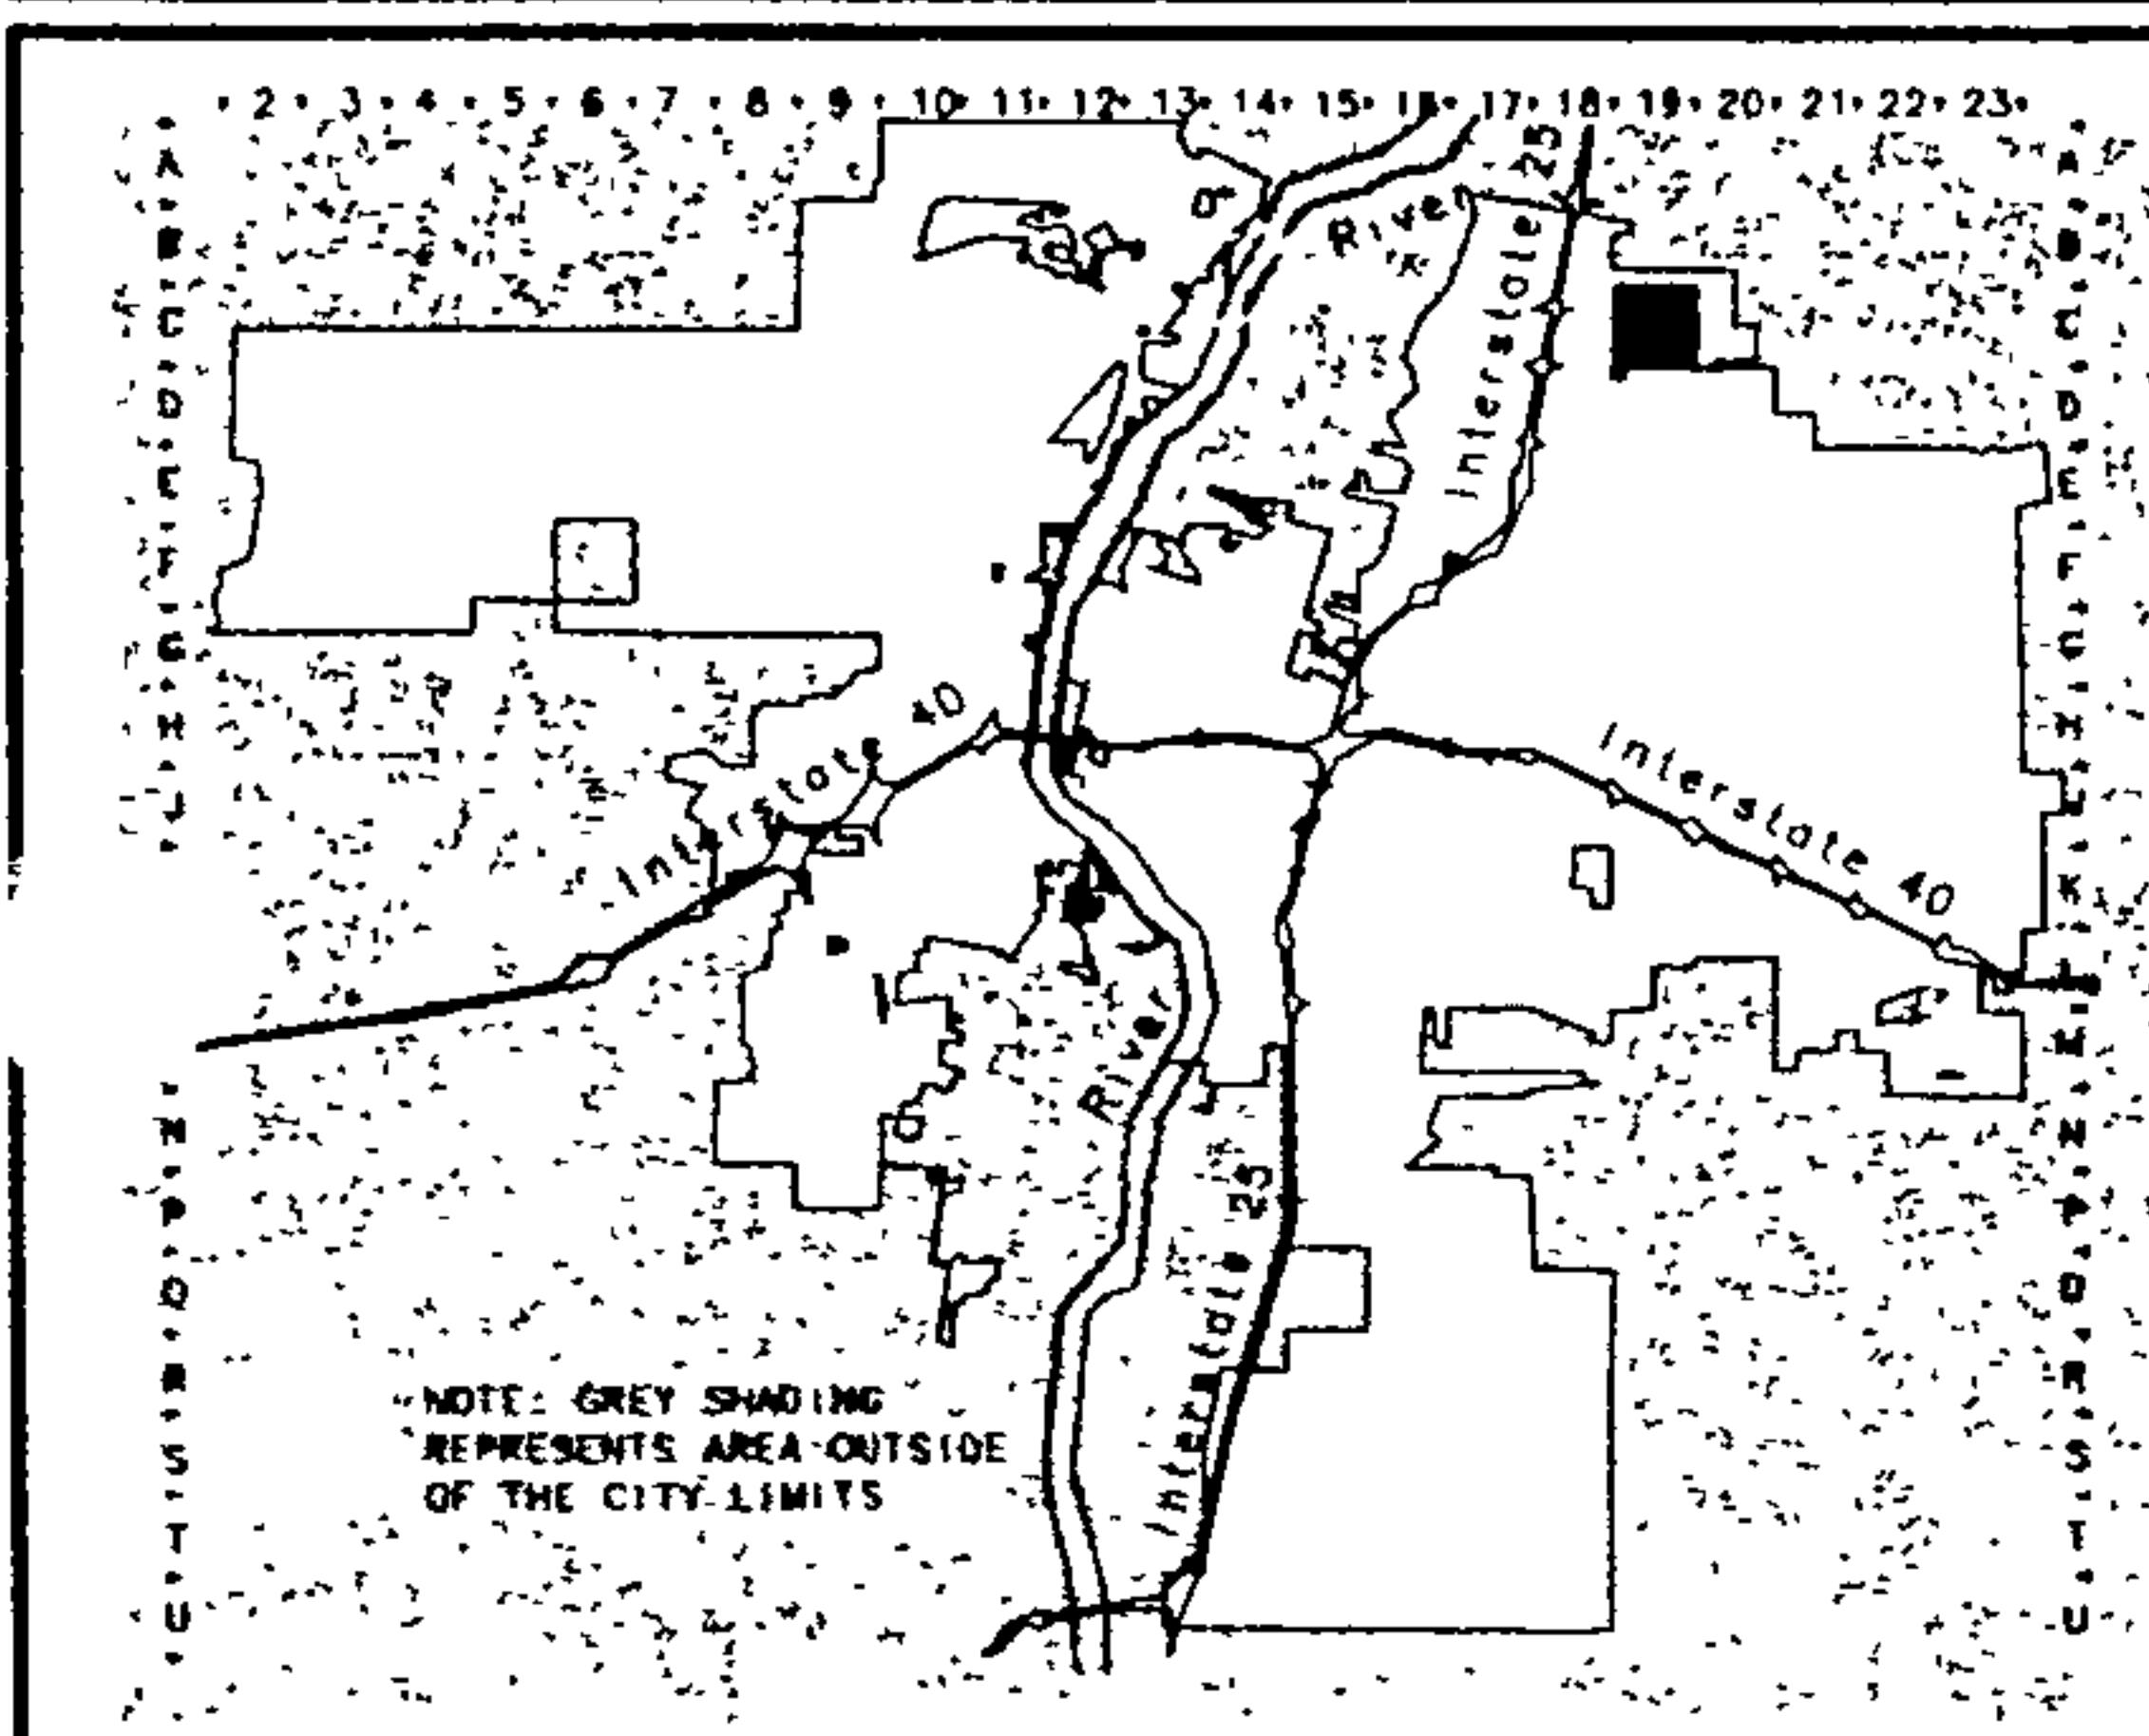 2 3 4 5 6 7 8 9 10 11 12 13 14 15 16 17 18 19 20 21 22 23
A A
B B
C C
D D
E E
F F
G G
H H
J J
K
L
M
N N
P P
Q Q
R R
S S
T T
U U
River
Interstate 25
Interstate 40
Interstate 40
River
Interstate 25
NOTE: GREY SHADING
REPRESENTS AREA OUTSIDE
OF THE CITY LIMITS